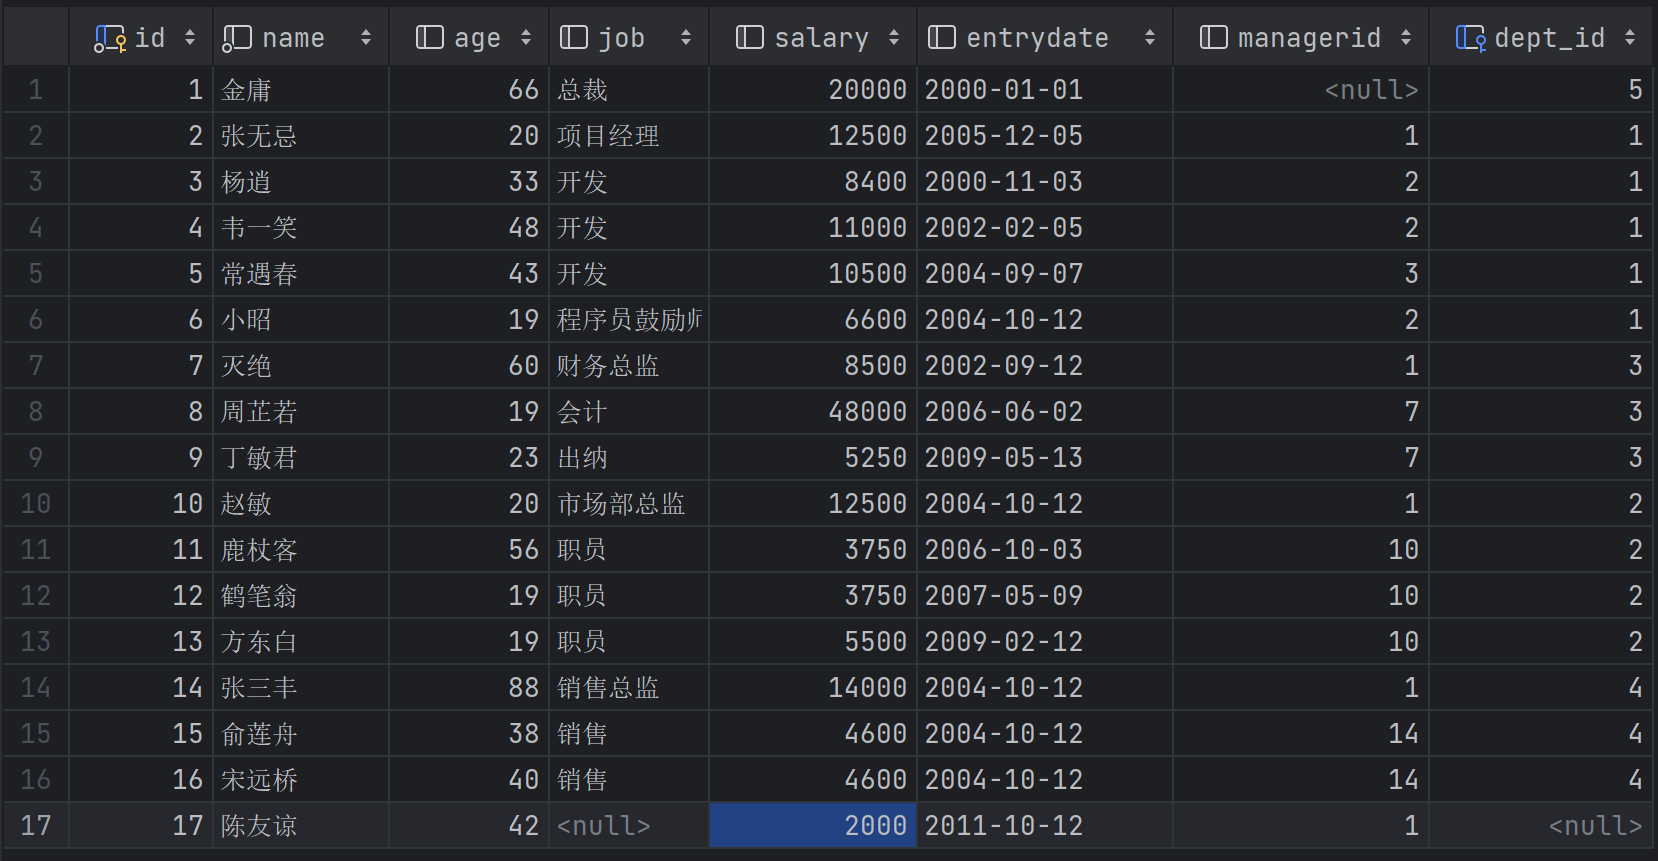 id name age job salary entrydate managerid dept_id
1 1 金庸 66 总裁 20000 2000-01-01 <null> 5
2 2 张无忌 20 项目经理 12500 2005-12-05 1 1
3 3 杨逍 33 开发 8400 2000-11-03 2 1
4 4 韦一笑 48 开发 11000 2002-02-05 2 1
5 5 常遇春 43 开发 10500 2004-09-07 3 1
6 6 小昭 19 程序员鼓励师 6600 2004-10-12 2 1
7 7 灭绝 60 财务总监 8500 2002-09-12 1 3
8 8 周芷若 19 会计 48000 2006-06-02 7 3
9 9 丁敏君 23 出纳 5250 2009-05-13 7 3
10 10 赵敏 20 市场部总监 12500 2004-10-12 1 2
11 11 鹿杖客 56 职员 3750 2006-10-03 10 2
12 12 鹤笔翁 19 职员 3750 2007-05-09 10 2
13 13 方东白 19 职员 5500 2009-02-12 10 2
14 14 张三丰 88 销售总监 14000 2004-10-12 1 4
15 15 俞莲舟 38 销售 4600 2004-10-12 14 4
16 16 宋远桥 40 销售 4600 2004-10-12 14 4
17 17 陈友谅 42 <null> 2000 2011-10-12 1 <null>